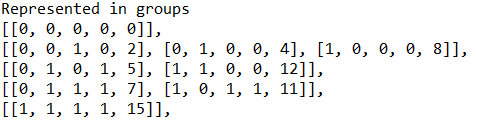 Represented in groups
[[0, 0, 0, 0, 0]],
[[0, 0, 1, 0, 2], [0, 1, 0, 0, 4], [1, 0, 0, 0, 8]],
[[0, 1, 0, 1, 5], [1, 1, 0, 0, 12]],
[[0, 1, 1, 1, 7], [1, 0, 1, 1, 11]],
[[1, 1, 1, 1, 15]],